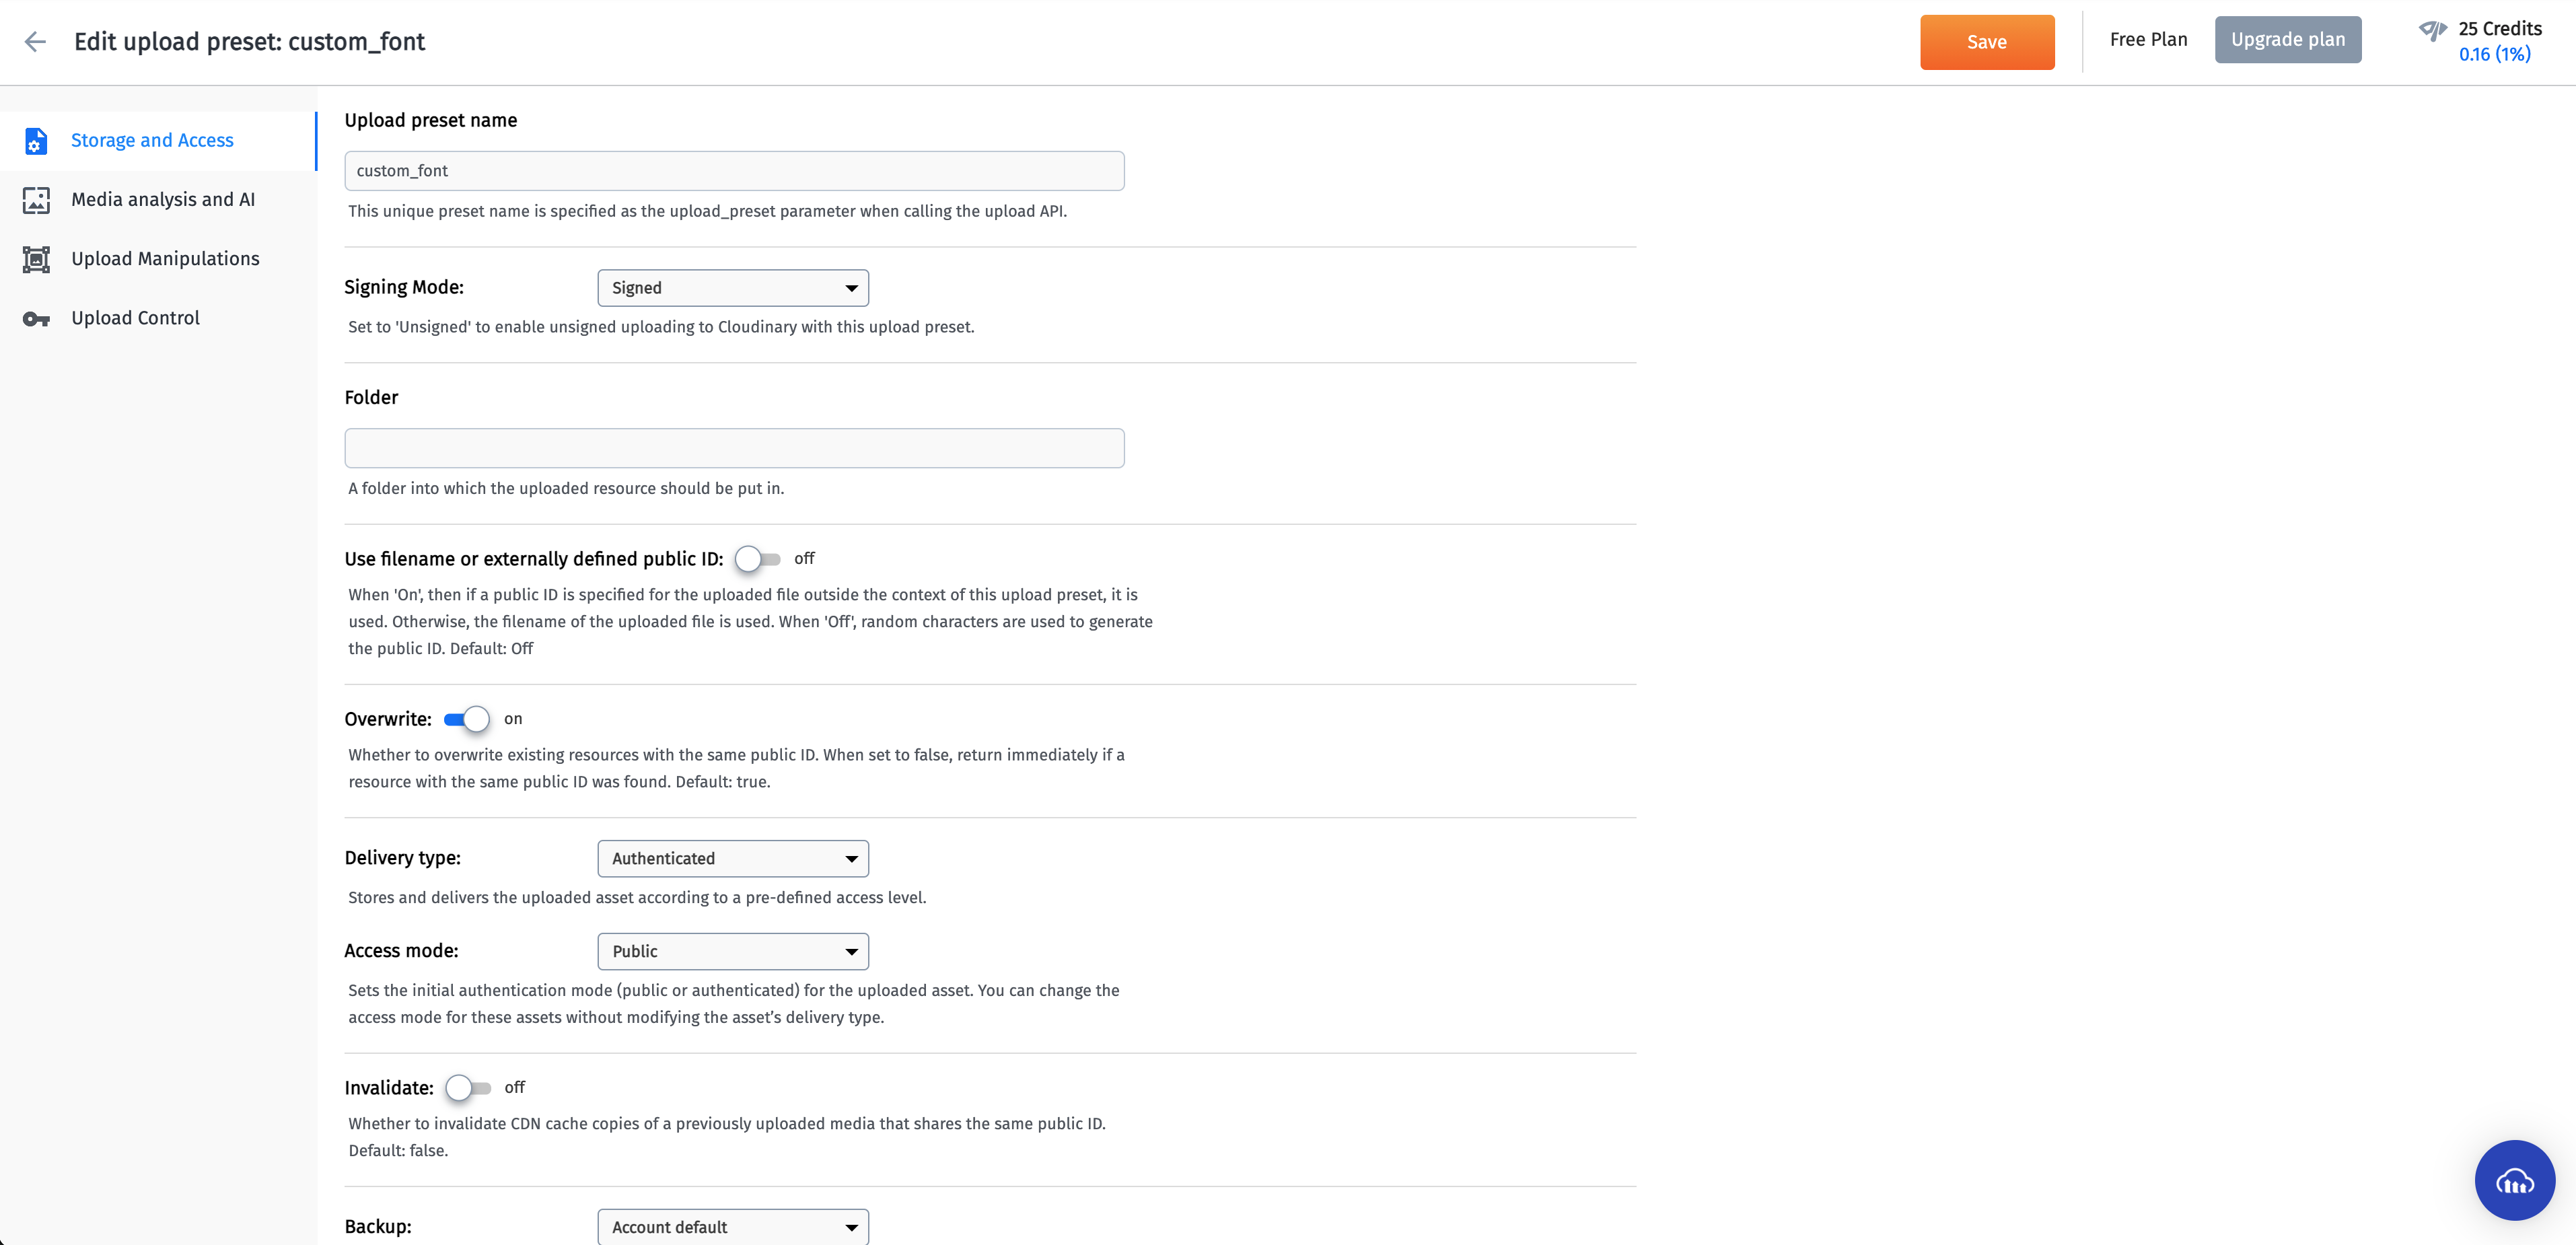 Edit upload preset: custom_font
Save
Free Plan
Upgrade plan
25 Credits
0.16 (1%)
Storage and Access
Media analysis and AI
Upload Manipulations
Upload Control
Upload preset name
custom_font
This unique preset name is specified as the upload_preset parameter when calling the upload API.
Signing Mode:
Signed
Set to 'Unsigned' to enable unsigned uploading to Cloudinary with this upload preset.
Folder
A folder into which the uploaded resource should be put in.
Use filename or externally defined public ID:
off
When 'On', then if a public ID is specified for the uploaded file outside the context of this upload preset, it is
used. Otherwise, the filename of the uploaded file is used. When 'Off', random characters are used to generate
the public ID. Default: Off
Overwrite:
on
Whether to overwrite existing resources with the same public ID. When set to false, return immediately if a
resource with the same public ID was found. Default: true.
Delivery type:
Authenticated
Stores and delivers the uploaded asset according to a pre-defined access level.
Access mode:
Public
Sets the initial authentication mode (public or authenticated) for the uploaded asset. You can change the
access mode for these assets without modifying the asset’s delivery type.
Invalidate:
off
Whether to invalidate CDN cache copies of a previously uploaded media that shares the same public ID.
Default: false.
Backup:
Account default